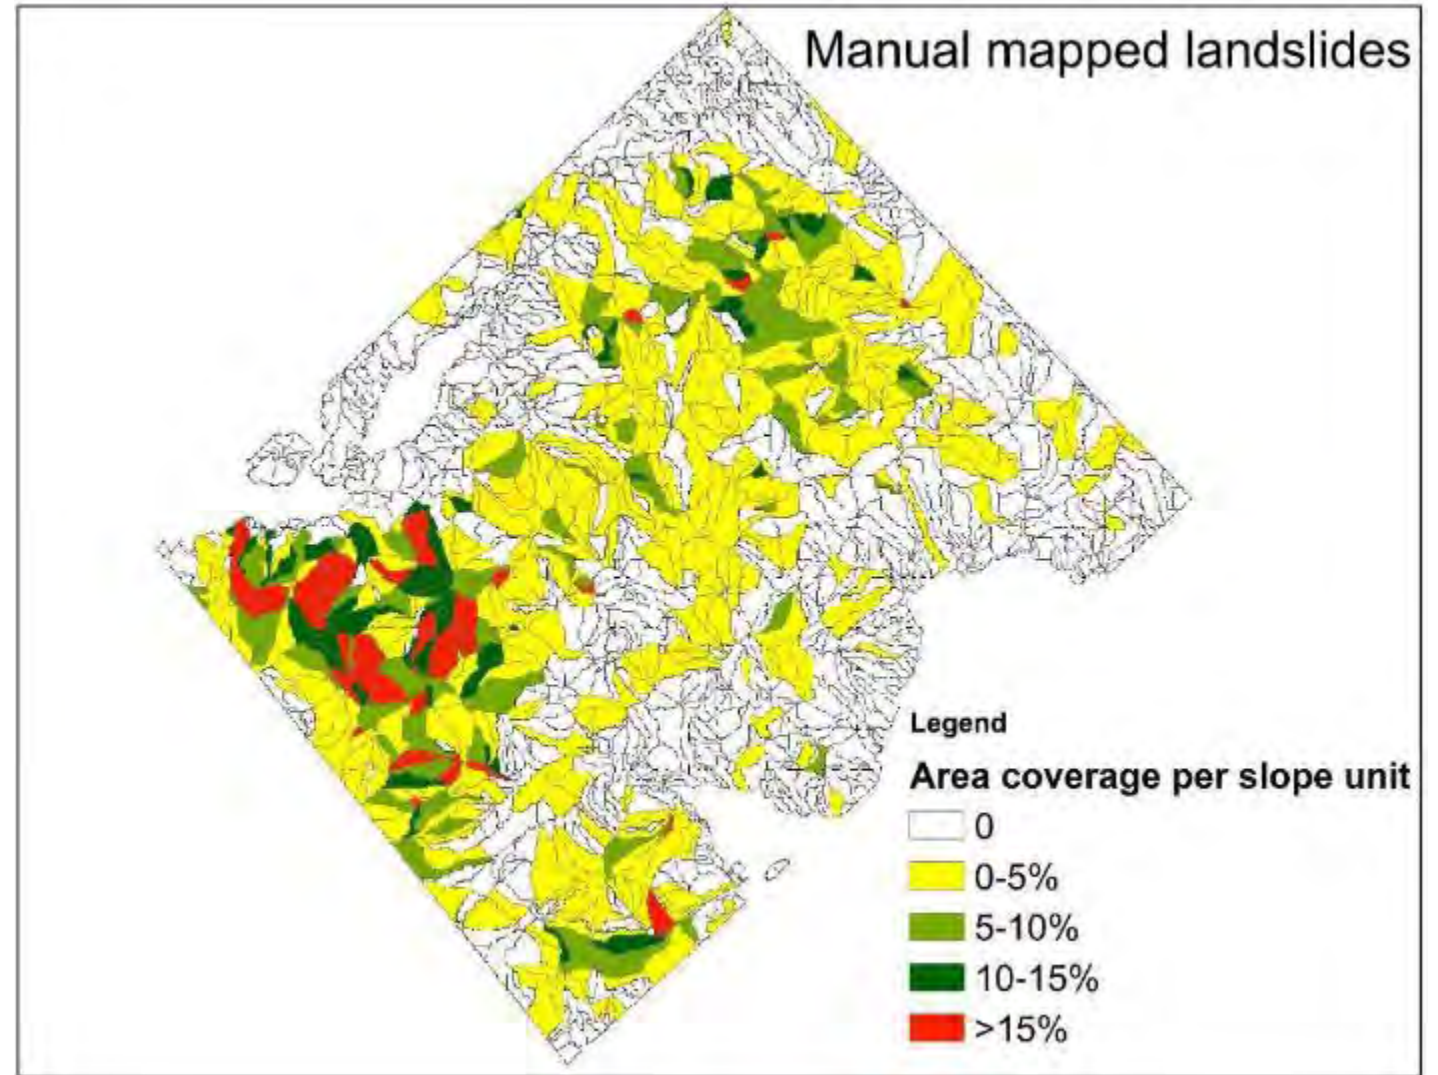 Manual mapped landslides
Legend
Area coverage per slope unit
0
0-5%
5-10%
10-15%
>15%